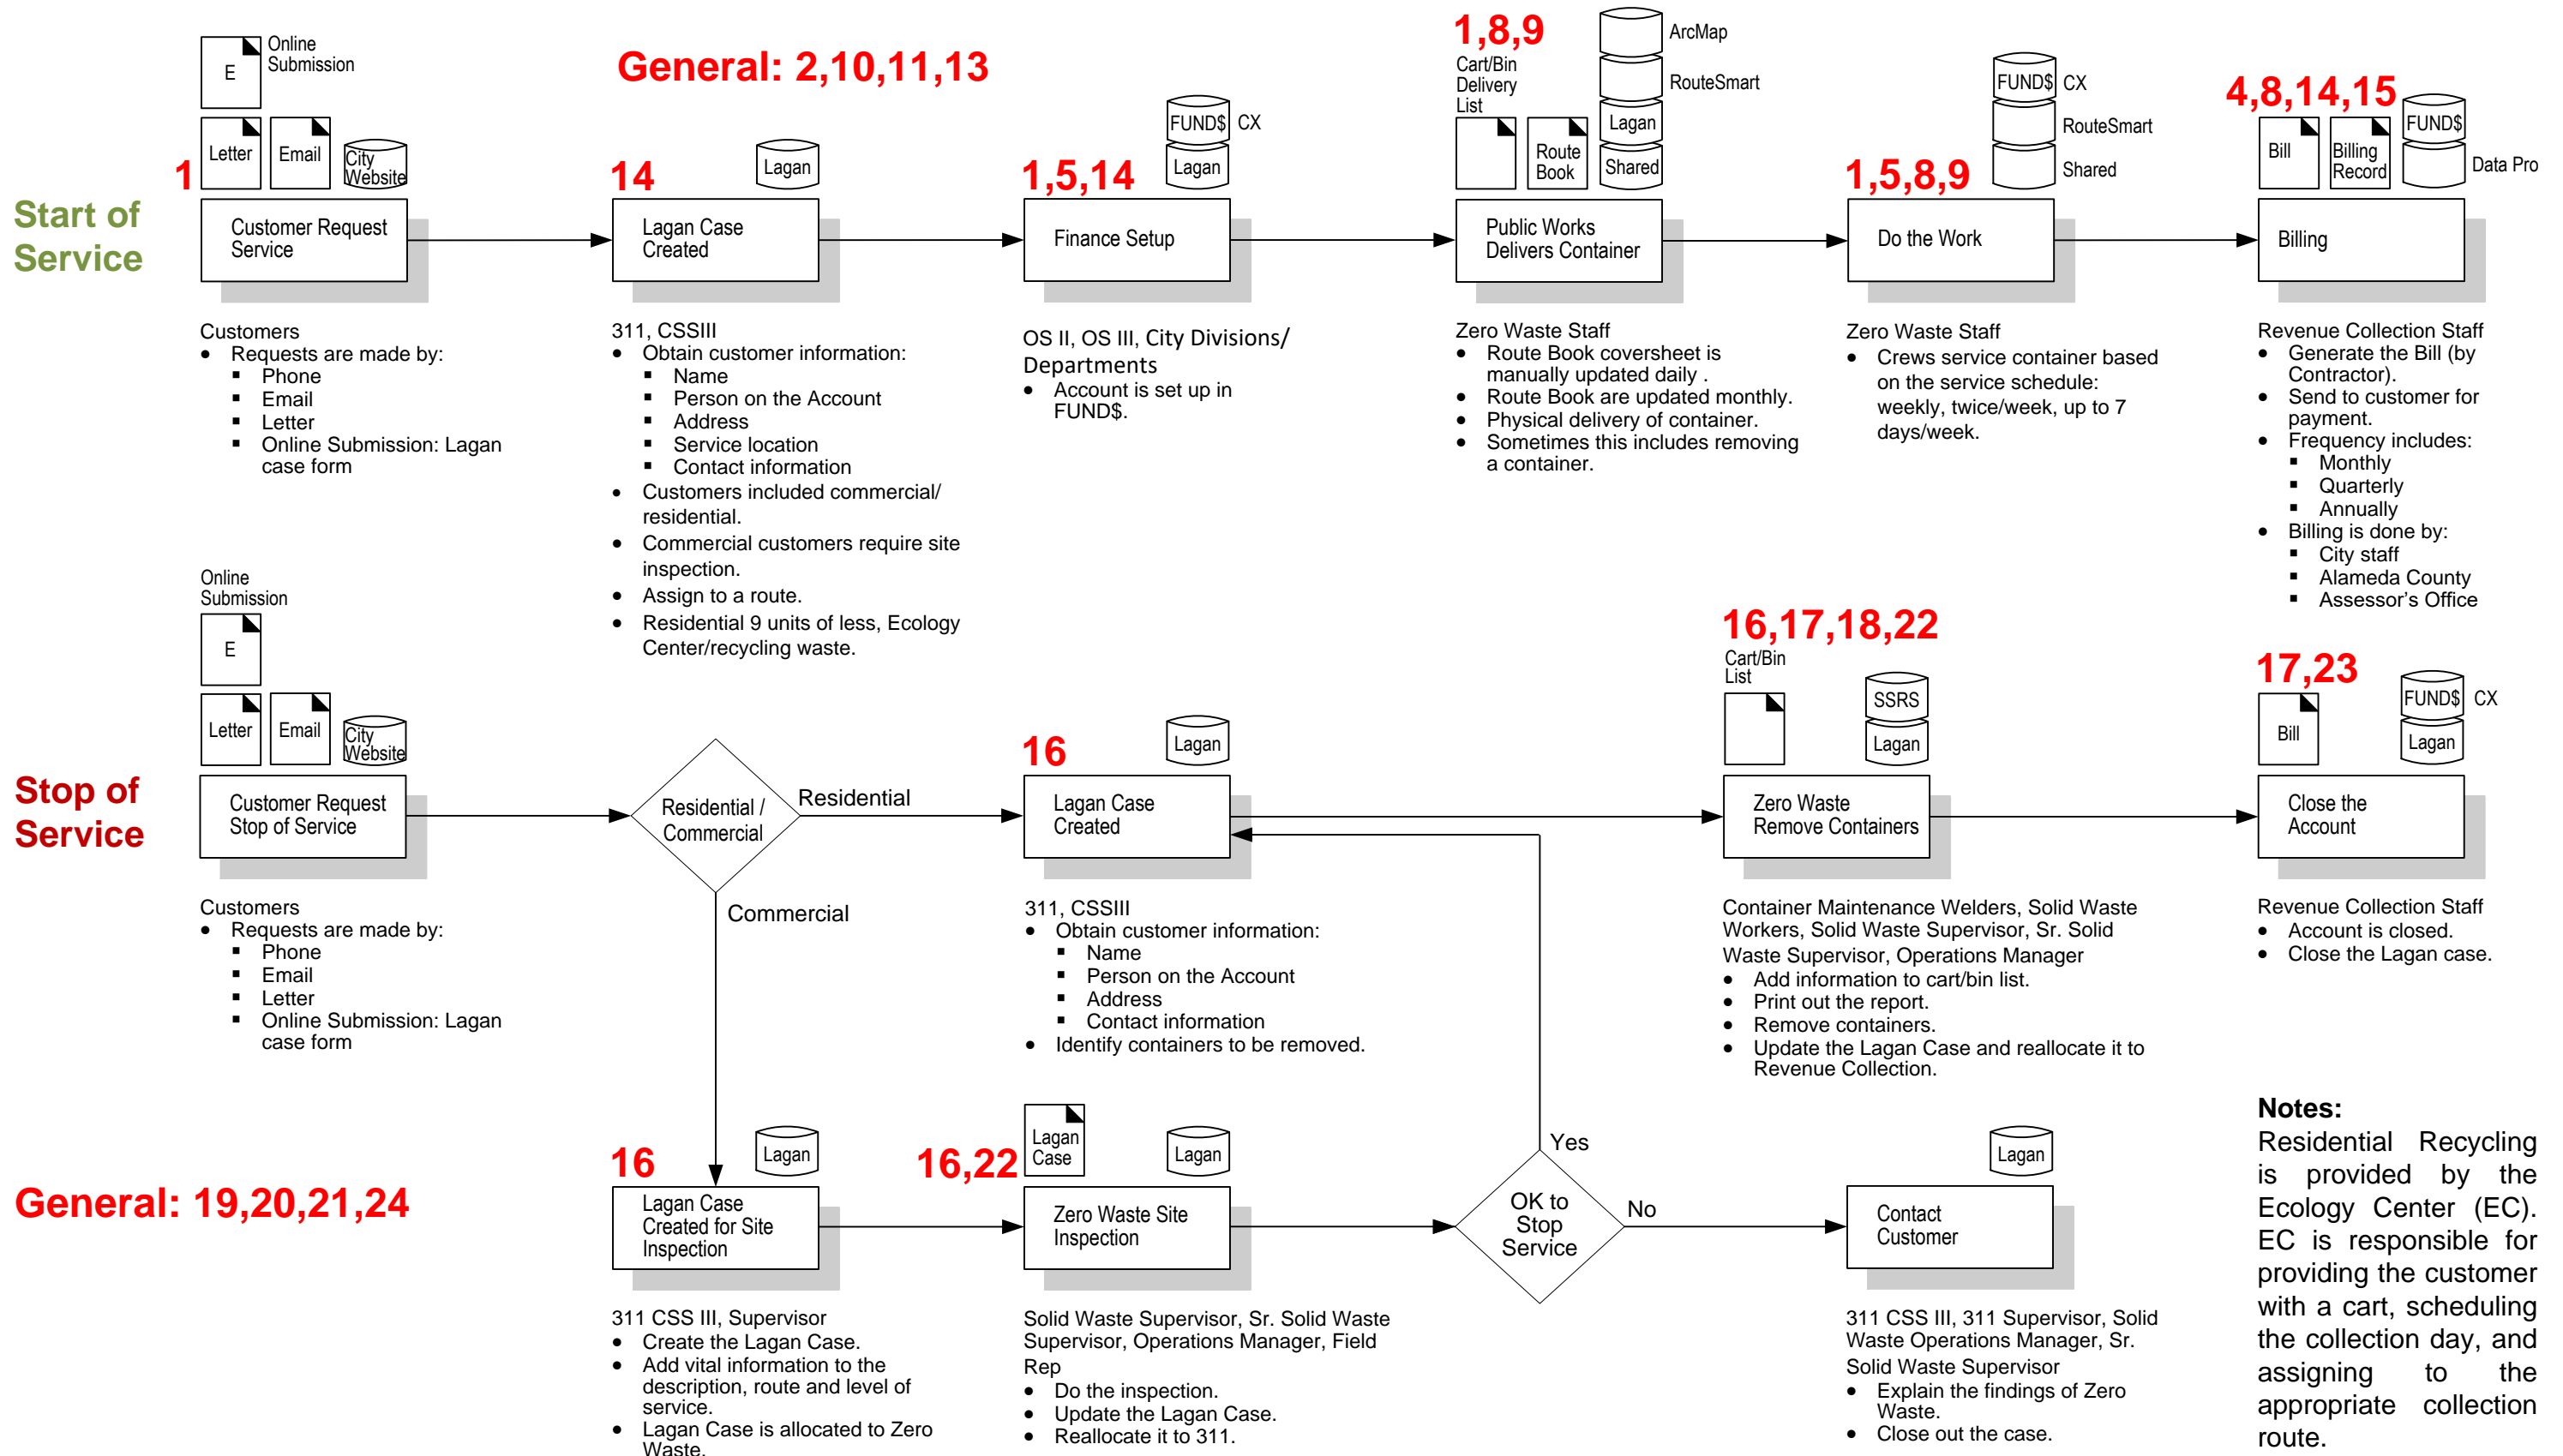 Start of
Service
General: 2,10,11,13
E
Online
Submission
Letter
Email
City
Website
1
Customer Request
Service
Customers
• Requests are made by:
▪ Phone
▪ Email
▪ Letter
▪ Online Submission: Lagan
case form
14
Lagan
Lagan Case
Created
311, CSSIII
• Obtain customer information:
▪ Name
▪ Person on the Account
▪ Address
▪ Service location
▪ Contact information
• Customers included commercial/
residential.
• Commercial customers require site
inspection.
• Assign to a route.
• Residential 9 units of less, Ecology
Center/recycling waste.
1,5,14
FUND$ CX
Lagan
Finance Setup
OS II, OS III, City Divisions/
Departments
• Account is set up in
FUND$.
1,8,9
Cart/Bin
Delivery
List
Route
Book
ArcMap
RouteSmart
Lagan
Shared
Public Works
Delivers Container
Zero Waste Staff
• Route Book coversheet is
manually updated daily .
• Route Book are updated monthly.
• Physical delivery of container.
• Sometimes this includes removing
a container.
1,5,8,9
FUND$ CX
RouteSmart
Shared
Do the Work
Zero Waste Staff
• Crews service container based
on the service schedule:
weekly, twice/week, up to 7
days/week.
4,8,14,15
Bill
Billing
Record
FUND$
Data Pro
Billing
Revenue Collection Staff
• Generate the Bill (by
Contractor).
• Send to customer for
payment.
• Frequency includes:
▪ Monthly
▪ Quarterly
▪ Annually
• Billing is done by:
▪ City staff
▪ Alameda County
▪ Assessor's Office
Stop of
Service
Online
Submission
E
Letter
Email
City
Website
Customer Request
Stop of Service
Customers
• Requests are made by:
▪ Phone
▪ Email
▪ Letter
▪ Online Submission: Lagan
case form
Residential /
Commercial
Residential
Commercial
16
Lagan
Lagan Case
Created
311, CSSIII
• Obtain customer information:
▪ Name
▪ Person on the Account
▪ Address
▪ Contact information
• Identify containers to be removed.
16,17,18,22
Cart/Bin
List
SSRS
Lagan
Zero Waste
Remove Containers
Container Maintenance Welders, Solid Waste
Workers, Solid Waste Supervisor, Sr. Solid
Waste Supervisor, Operations Manager
• Add information to cart/bin list.
• Print out the report.
• Remove containers.
• Update the Lagan Case and reallocate it to
Revenue Collection.
17,23
Bill
FUND$ CX
Lagan
Close the
Account
Revenue Collection Staff
• Account is closed.
• Close the Lagan case.
General: 19,20,21,24
16
Lagan
Lagan Case
Created for Site
Inspection
311 CSS III, Supervisor
• Create the Lagan Case.
• Add vital information to the
description, route and level of
service.
• Lagan Case is allocated to Zero
Waste.
16,22
Lagan
Case
Lagan
Zero Waste Site
Inspection
Solid Waste Supervisor, Sr. Solid Waste
Supervisor, Operations Manager, Field
Rep
• Do the inspection.
• Update the Lagan Case.
• Reallocate it to 311.
OK to
Stop
Service
Yes
No
Lagan
Contact
Customer
311 CSS III, 311 Supervisor, Solid
Waste Operations Manager, Sr.
Solid Waste Supervisor
• Explain the findings of Zero
Waste.
• Close out the case.
Notes:
Residential Recycling
is provided by the
Ecology Center (EC).
EC is responsible for
providing the customer
with a cart, scheduling
the collection day, and
assigning to the
appropriate collection
route.